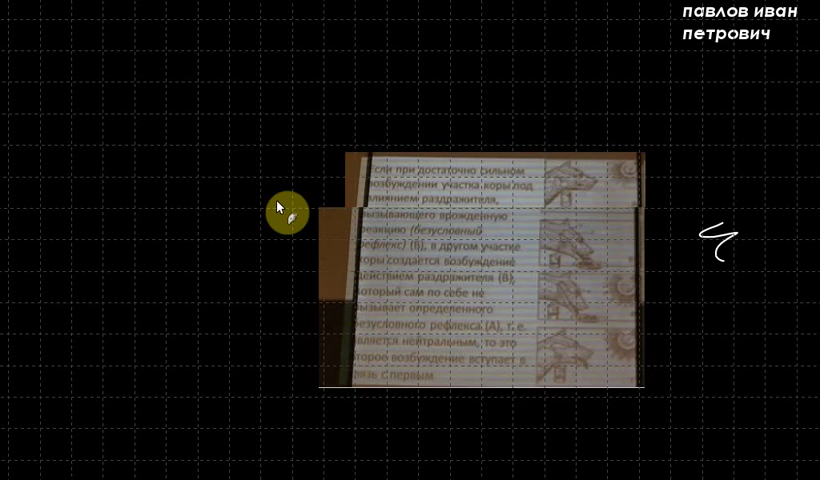 павлов иван
петрович
если при достаточно сильном
возбуждении участка коры под
влиянием раздражителя,
вызывающего врожденную
реакцию (безусловный
рефлекс) (Б), в другом участке
коры создается возбуждение
действием раздражителя (В),
который сам по себе не
вызывает определенного
безусловного рефлекса (А), т. е.
является нейтральным, то это
второе возбуждение вступает в
связь с первым